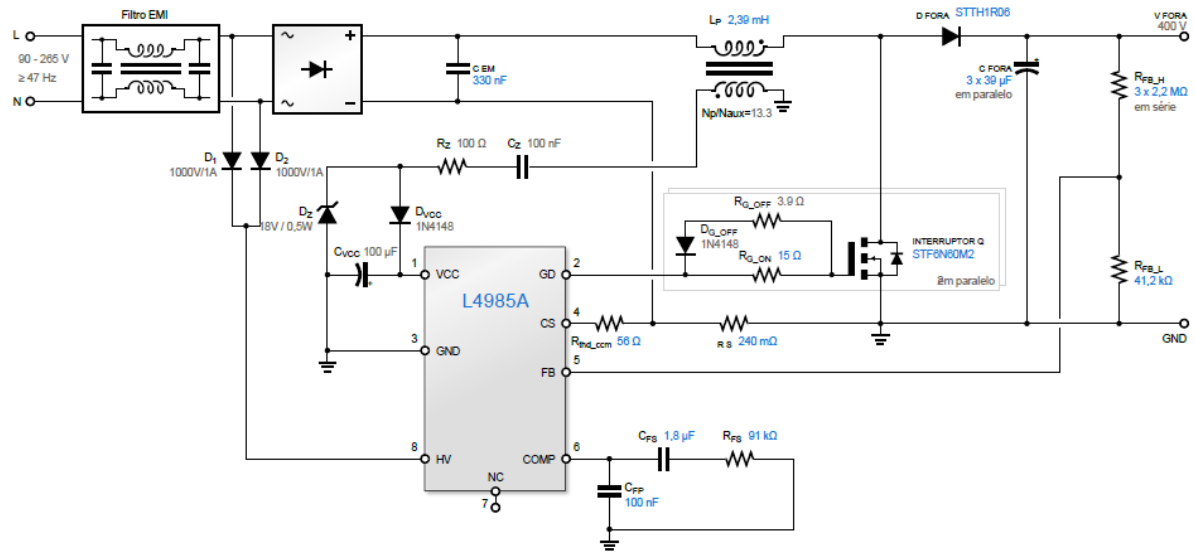 Filtro EMI
L
90 - 265 V
≥ 47 Hz
N
~
~
+
−
C EM
330 nF
LP 2,39 mH
Np/Naux=13.3
D FORA STTH1R06
V FORA
400 V
C FORA
3 x 39 µF
em paralelo
+
RFB_H
3 x 2,2 MΩ
em série
D1
1000V/1A
D2
1000V/1A
RZ 100 Ω
CZ 100 nF
DZ
18V / 0,5W
DVCC
1N4148
CVCC 100 µF
+
RG_OFF 3.9 Ω
DG_OFF
1N4148
RG_ON 15 Ω
INTERRUPTOR Q
STF6N60M2
em paralelo
RFB_L
41,2 kΩ
GND
L4985A
1
VCC
2
GD
3
GND
4
CS
5
FB
6
COMP
7
NC
8
HV
Rthd_ccm 56 Ω
R S 240 mΩ
CFS 1,8 µF
RFS 91 kΩ
CFP
100 nF